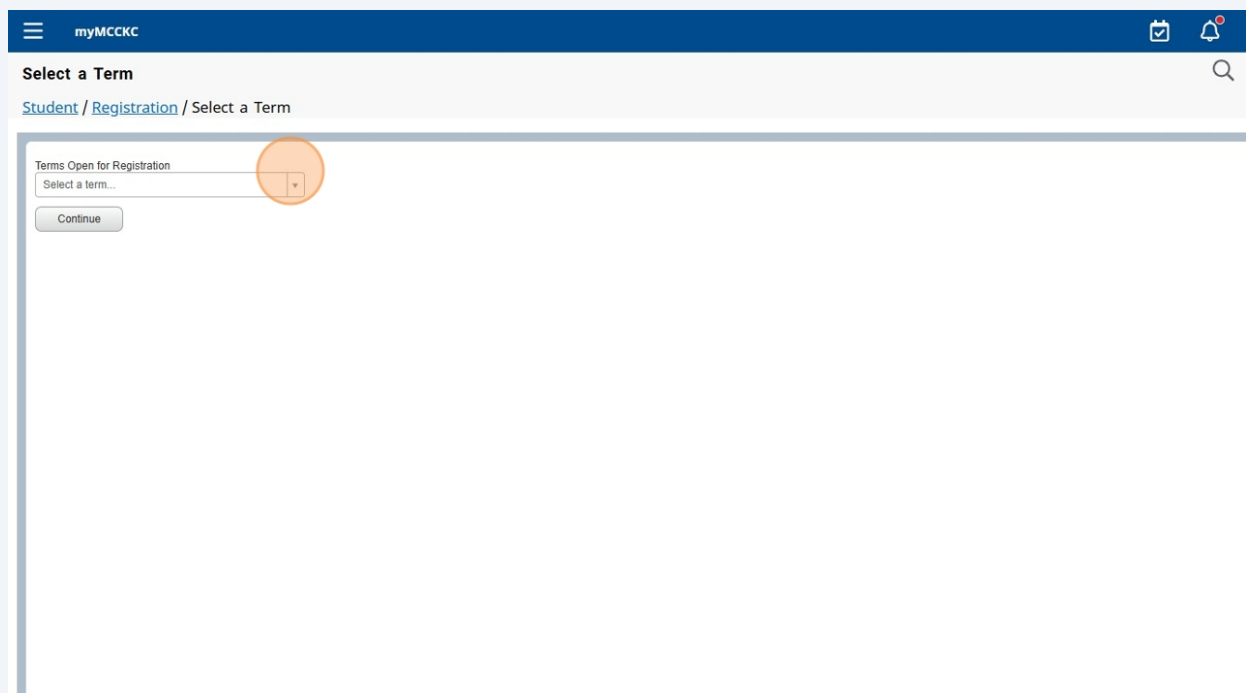 myMCCKC
Select a Term
Student / Registration / Select a Term
Terms Open for Registration
Select a term...
Continue